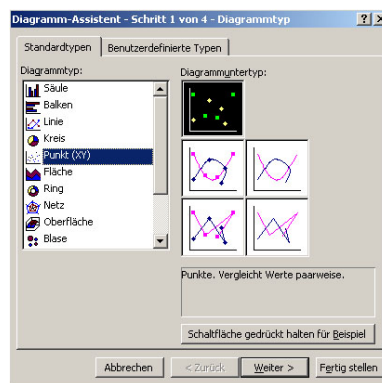 Diagramm-Assistent - Schritt 1 von 4 - Diagrammtyp
Standardtypen
Benutzerdefinierte Typen
Diagrammtyp:
Säule
Balken
Linie
Kreis
Punkt (XY)
Fläche
Ring
Netz
Oberfläche
Blase
Diagrammuntertyp:
Punkte. Vergleicht Werte paarweise.
Schaltfläche gedrückt halten für Beispiel
Abbrechen
< Zurück
Weiter >
Fertig stellen